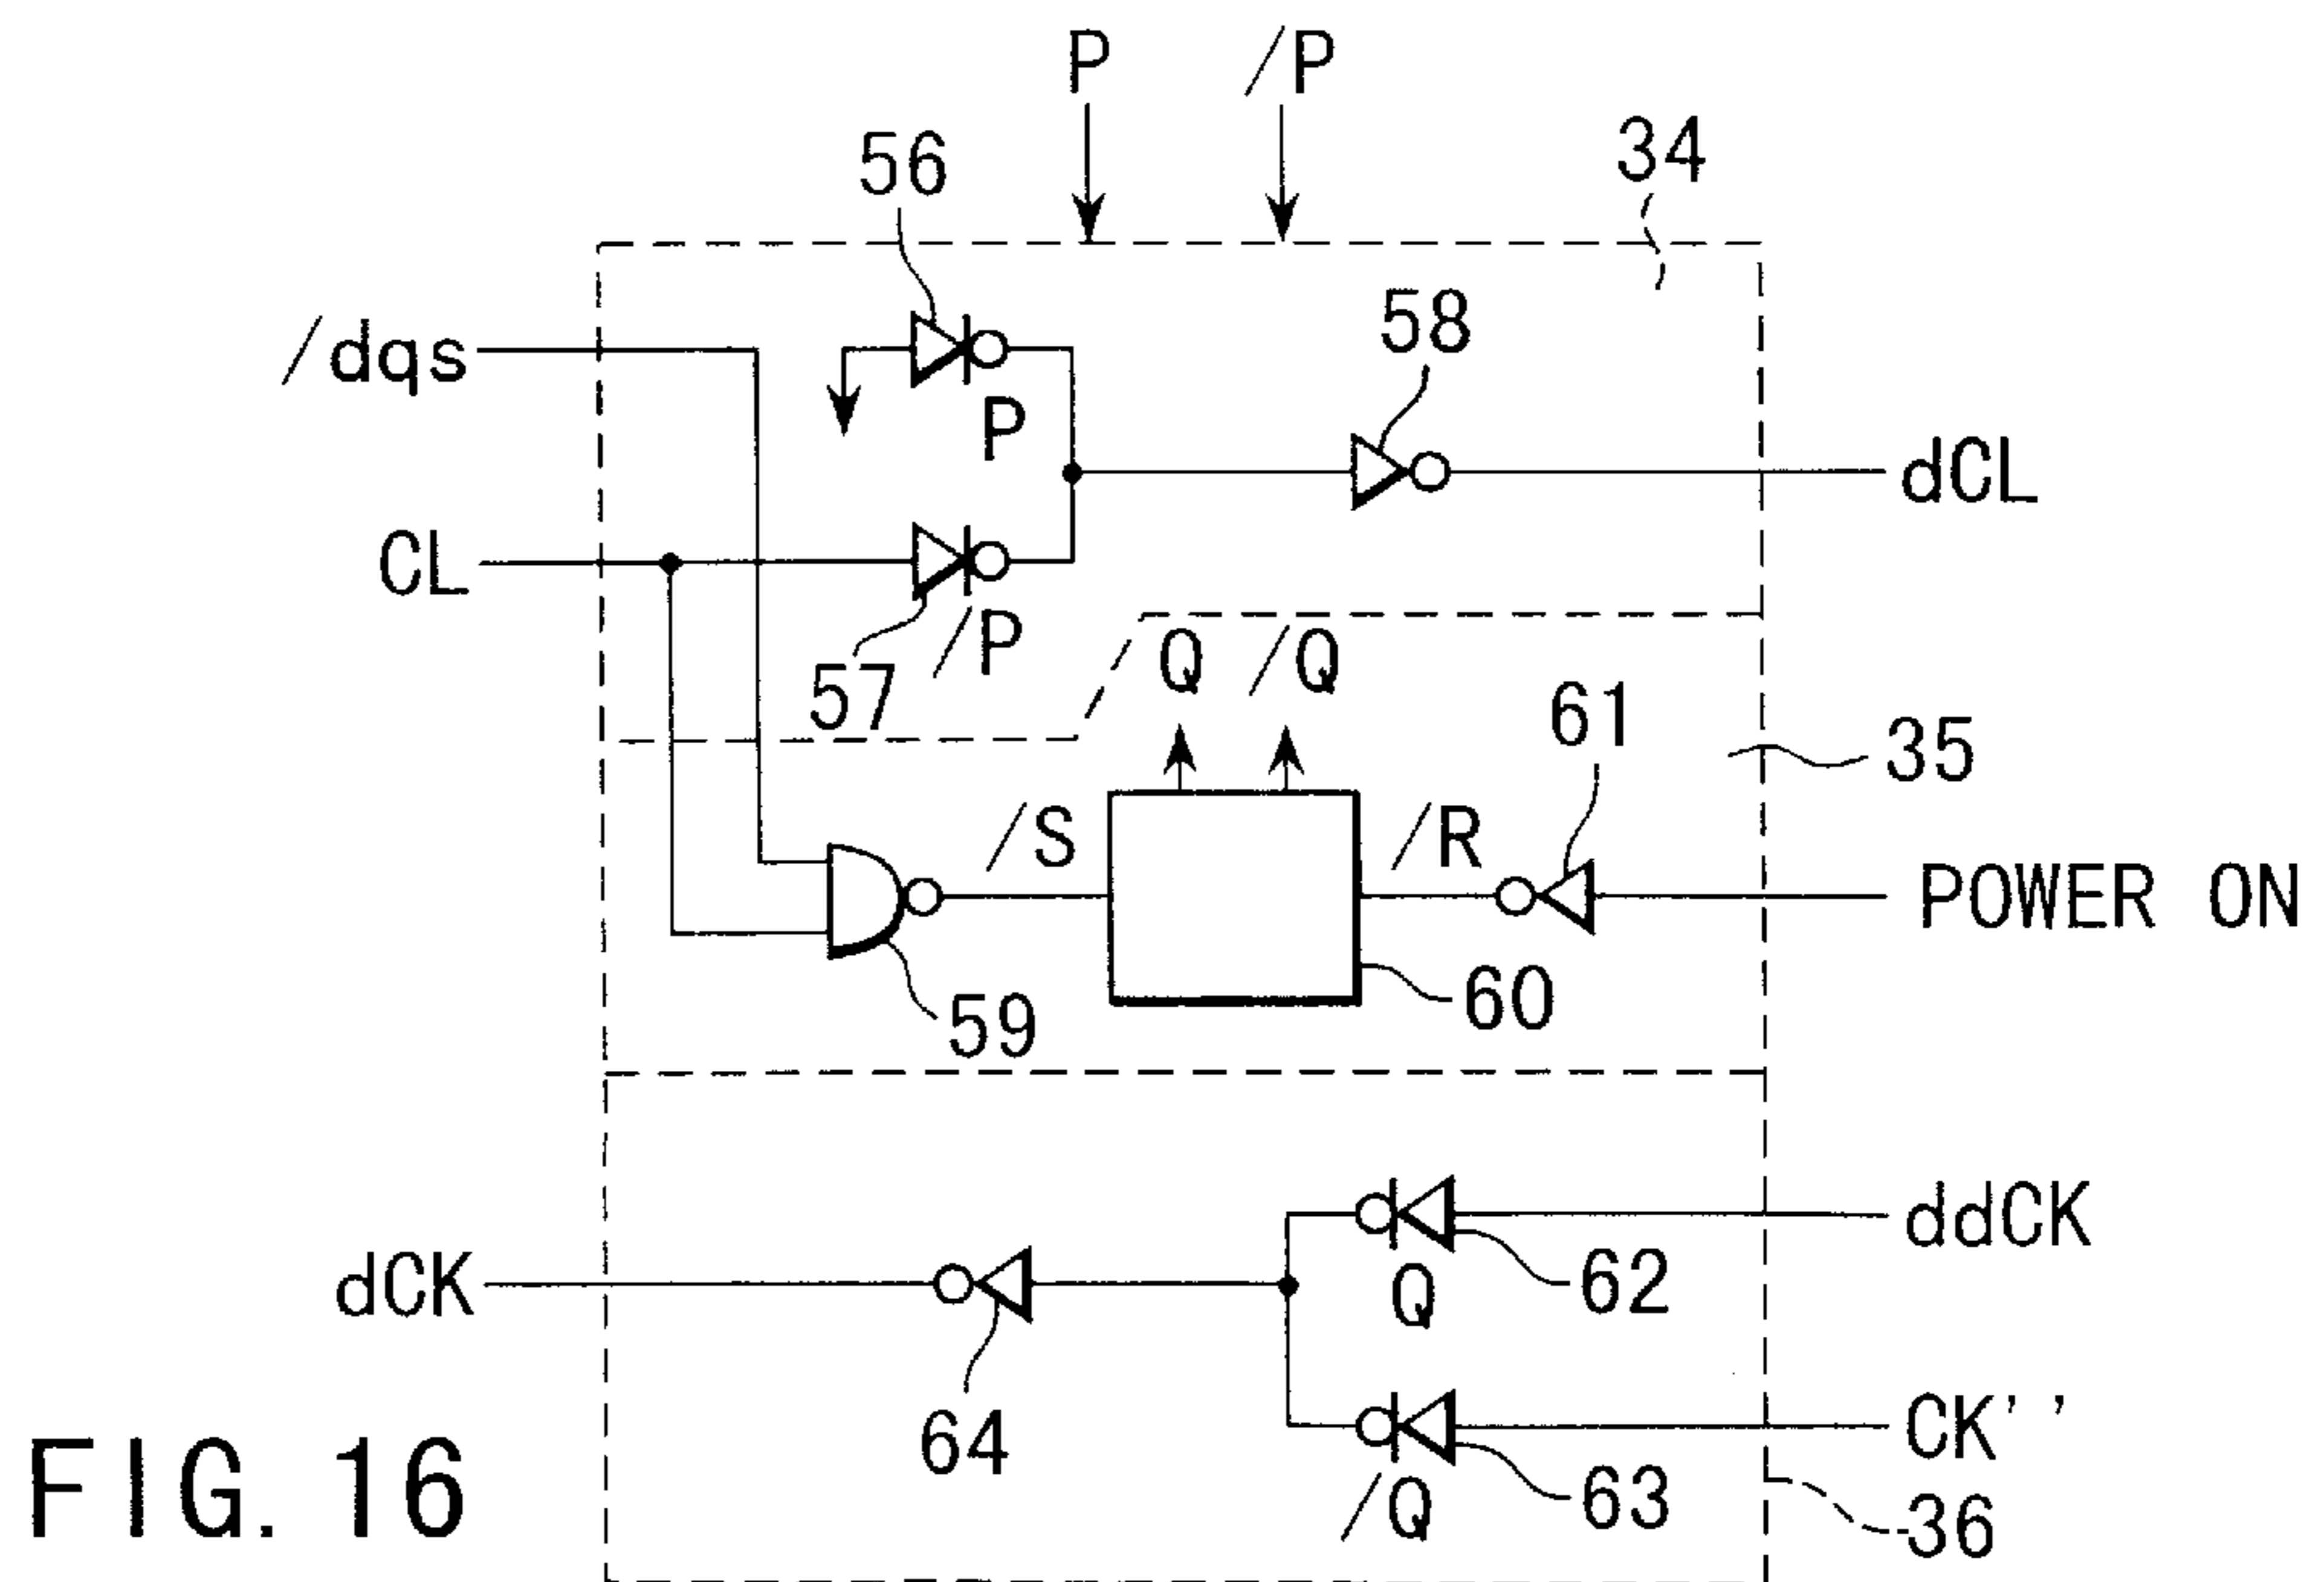 P /P
56
34
/dqs
58
P
dCL
CL
57 /P
Q /Q
61
35
/S
/R
POWER ON
59
60
ddCK
62
Q
dCK
64
CK''
63
/Q
36
FIG. 16